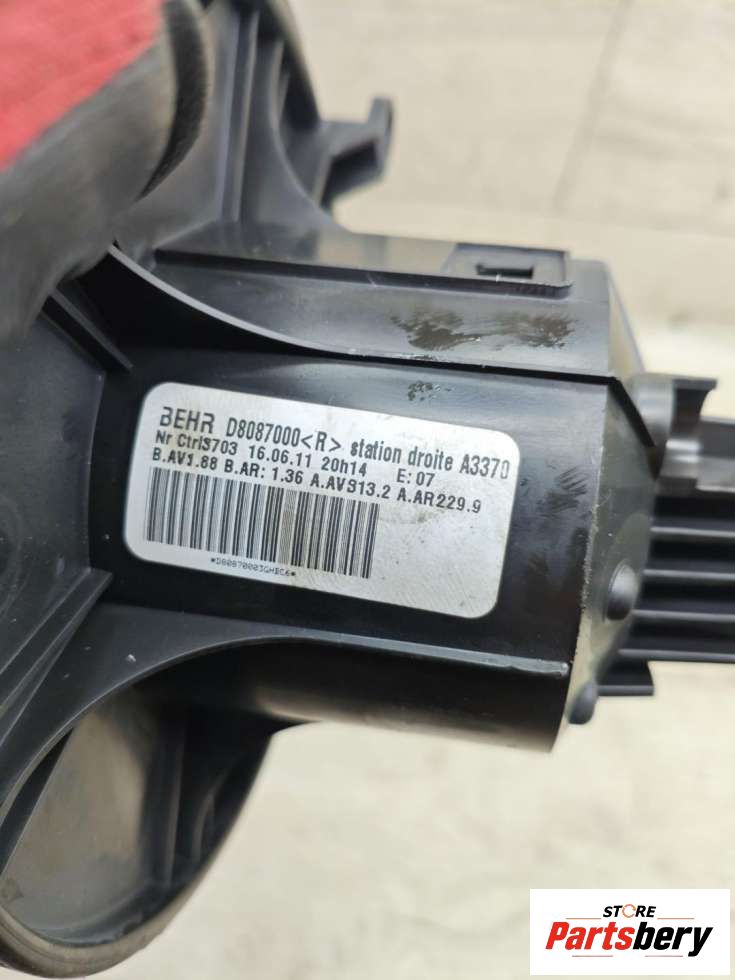 BEHR D8087000<R> station droite A3370
Nr Ctrl3703 16.06.11 20h14 E:07
B.AV1.88 B.AR:1.36 A.AV313.2 A.AR229.9
*D80870003GHBC6*
STORE
Partsbery